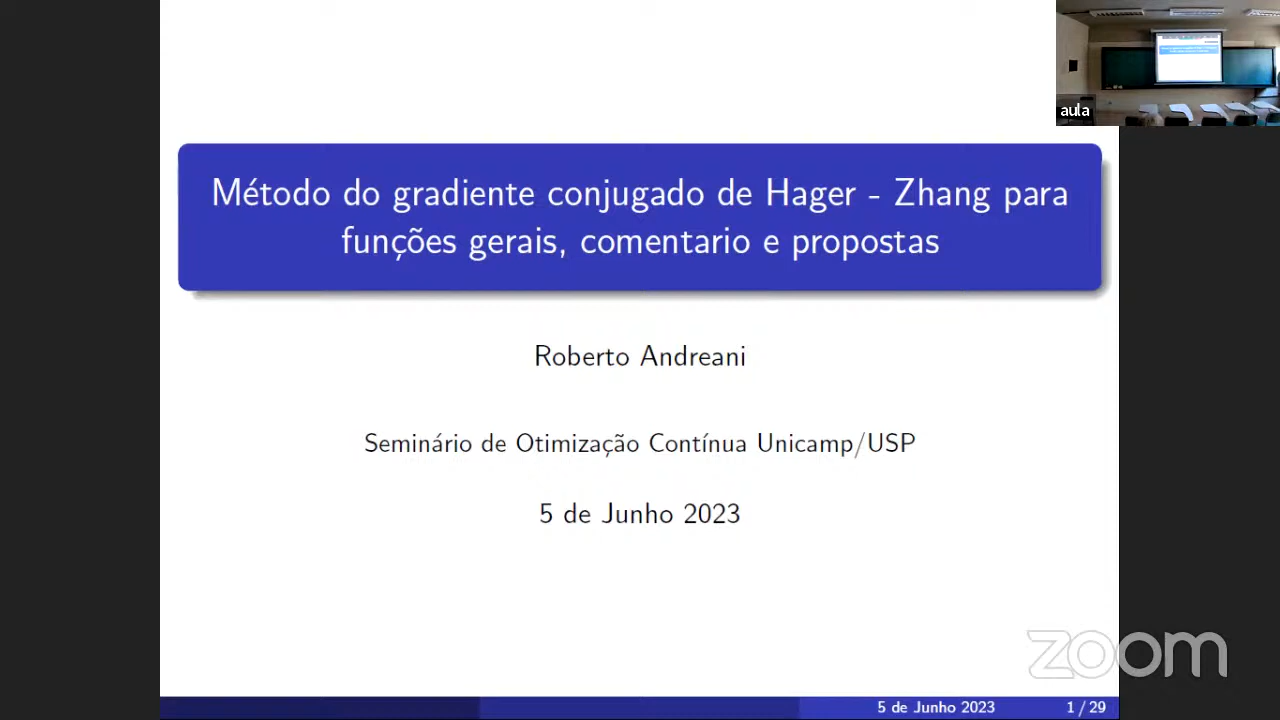 aula
Método do gradiente conjugado de Hager - Zhang para
funções gerais, comentario e propostas
Roberto Andreani
Seminário de Otimização Contínua Unicamp/USP
5 de Junho 2023
zoom
5 de Junho 2023 1 / 29